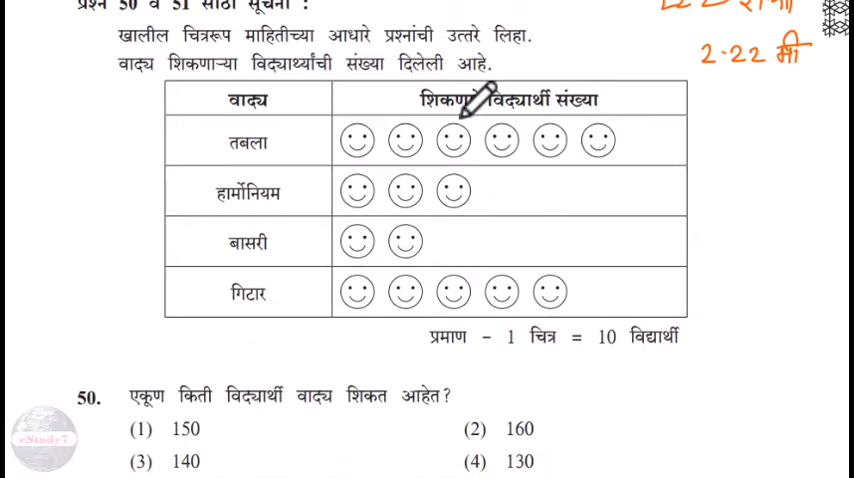 प्रश्न 50 व 51 साठी सूचना :
2.22 मी
खालील चित्ररूप माहितीच्या आधारे प्रश्नांची उत्तरे लिहा.
वाद्य शिकणाऱ्या विद्यार्थ्यांची संख्या दिलेली आहे.
वाद्य शिकणारे विद्यार्थी संख्या
तबला
हार्मोनियम
बासरी
गिटार
प्रमाण - 1 चित्र = 10 विद्यार्थी
50. एकूण किती विद्यार्थी वाद्य शिकत आहेत?
(1) 150 (2) 160
(3) 140 (4) 130
eStudy7